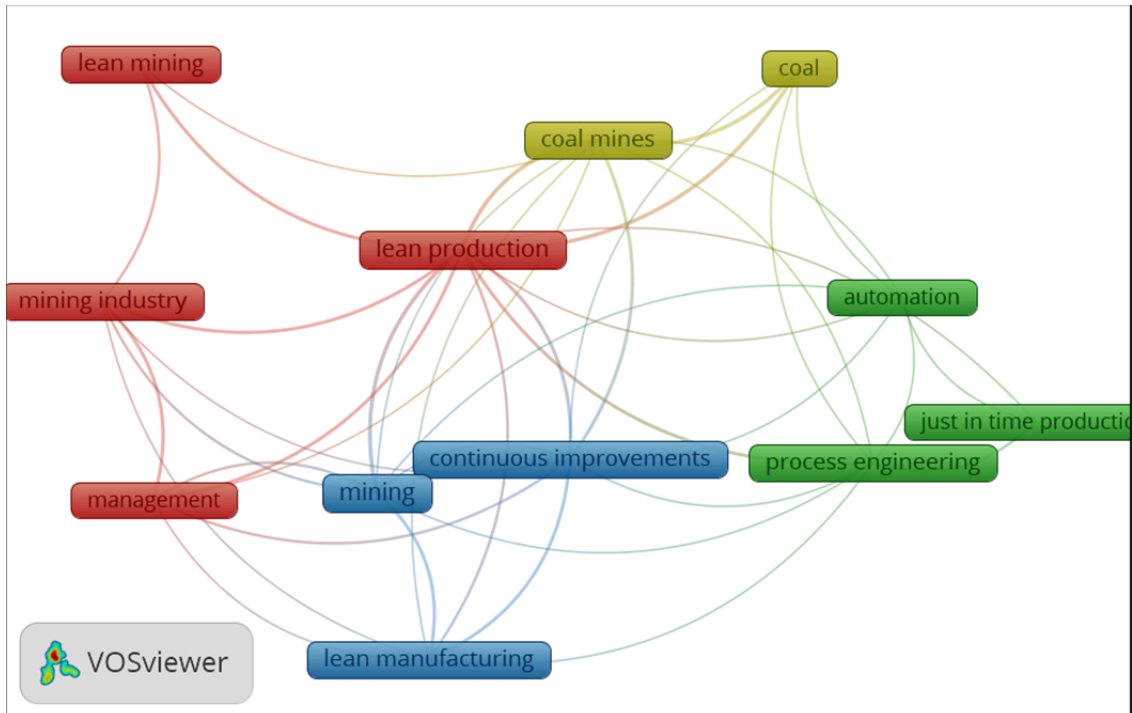 lean mining
coal
coal mines
lean production
mining industry
automation
just in time productio
continuous improvements
process engineering
mining
management
lean manufacturing
VOSviewer